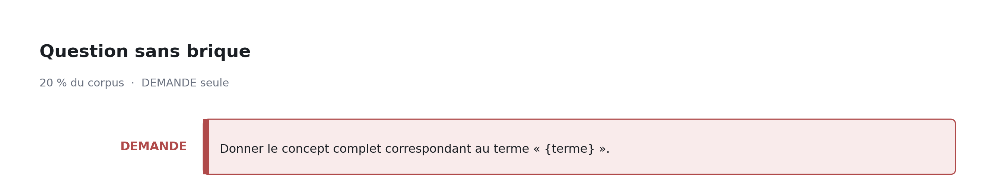 Question sans brique
20 % du corpus · DEMANDE seule
DEMANDE
Donner le concept complet correspondant au terme « {terme} ».